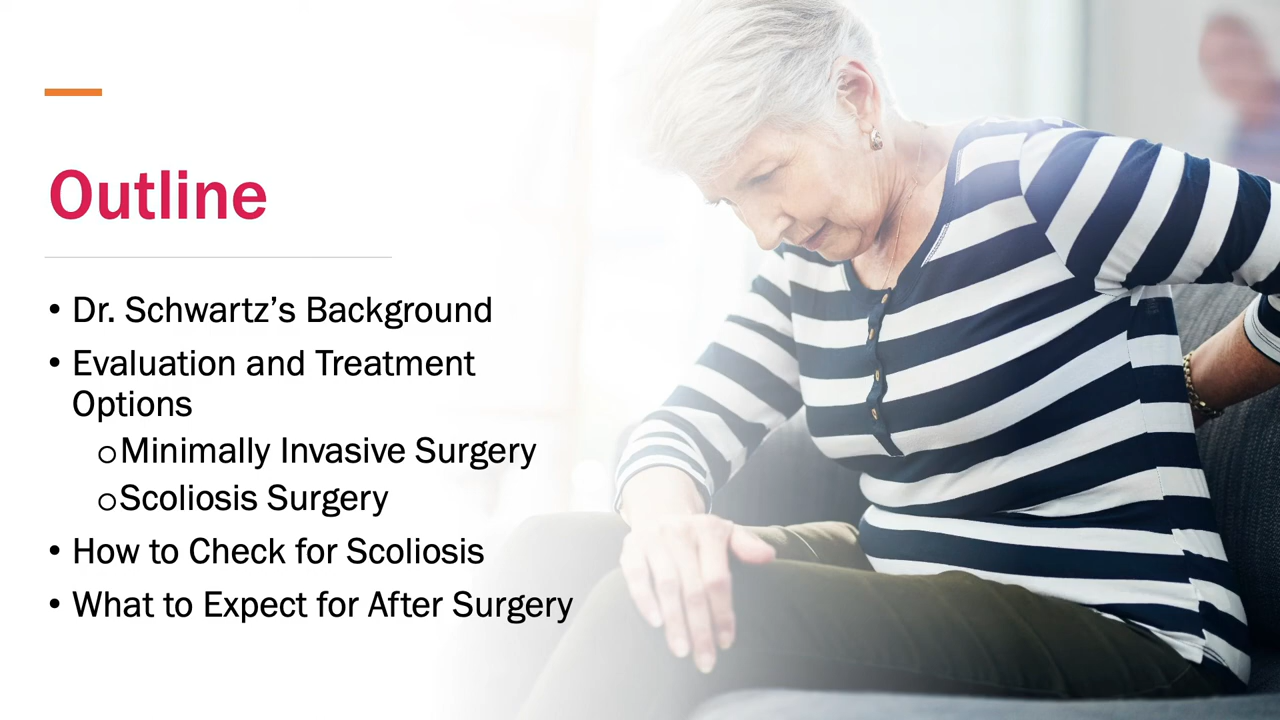 Outline
• Dr. Schwartz’s Background
• Evaluation and Treatment
Options
○Minimally Invasive Surgery
○Scoliosis Surgery
• How to Check for Scoliosis
• What to Expect for After Surgery